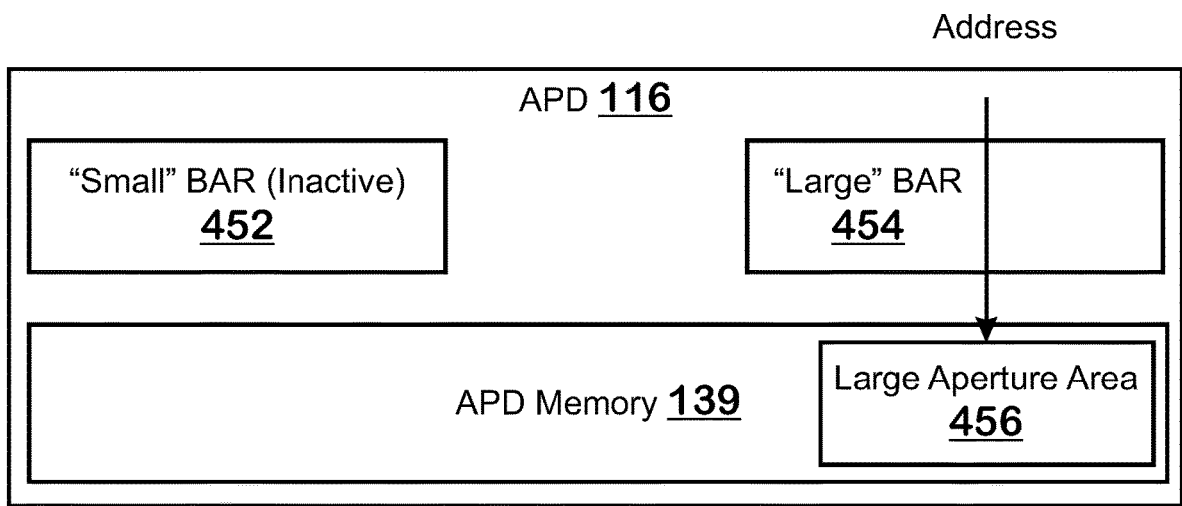 Address
APD 116
“Small” BAR (Inactive)
452
“Large” BAR
454
APD Memory 139
Large Aperture Area
456